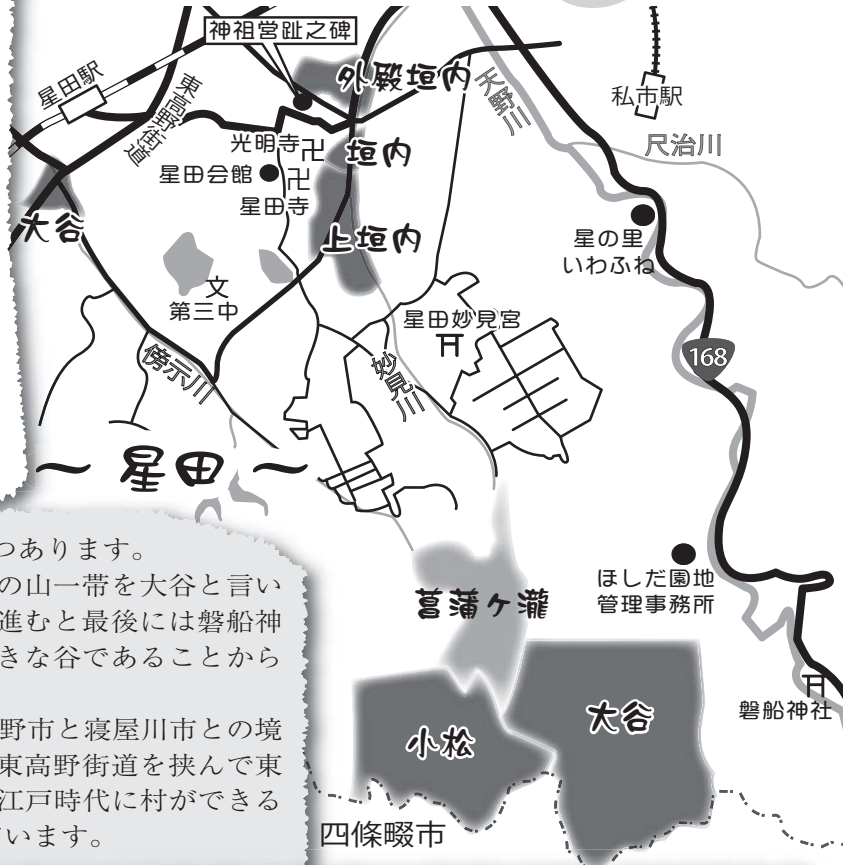 神祖営趾之碑
外殿垣内
星田駅
東高野街道
天野川
私市駅
尺治川
光明寺
卍
垣内
星田会館
卍
星田寺
大谷
上垣内
星の里
いわふね
文
第三中
星田妙見宮
168
傍示川
妙見川
～ 星田 ～
つあります。
の山一帯を大谷と言い
進むと最後には磐船神
きな谷であることから
野市と寝屋川市との境
東高野街道を挟んで東
江戸時代に村ができる
ています。
菖蒲ケ瀧
ほしだ園地
管理事務所
小松
大谷
磐船神社
四條畷市